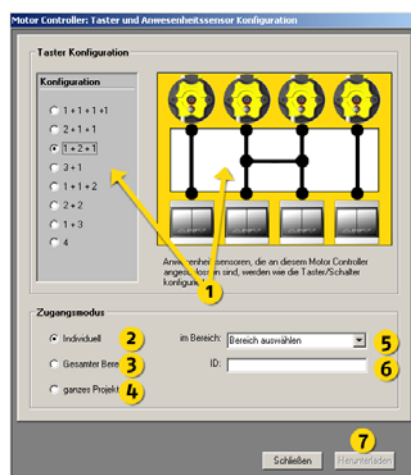 Motor Controller: Taster und Anwesenheitssensor Konfiguration
Taster Konfiguration
Konfiguration
1 + 1 + 1 +1
2 + 1 + 1
1 + 2 + 1
3 + 1
1 + 1 + 2
2 + 2
1 + 3
4
1
Anwesenheitssensoren, die an diesem Motor Controller
angeschlossen sind, werden wie die Taster/Schalter
Zugangsmodus
Individuell 2 im Bereich: Bereich auswählen 5
Gesamter Bere 3 ID: 6
ganzes Projekt 4
7
Schließen Herunterladen